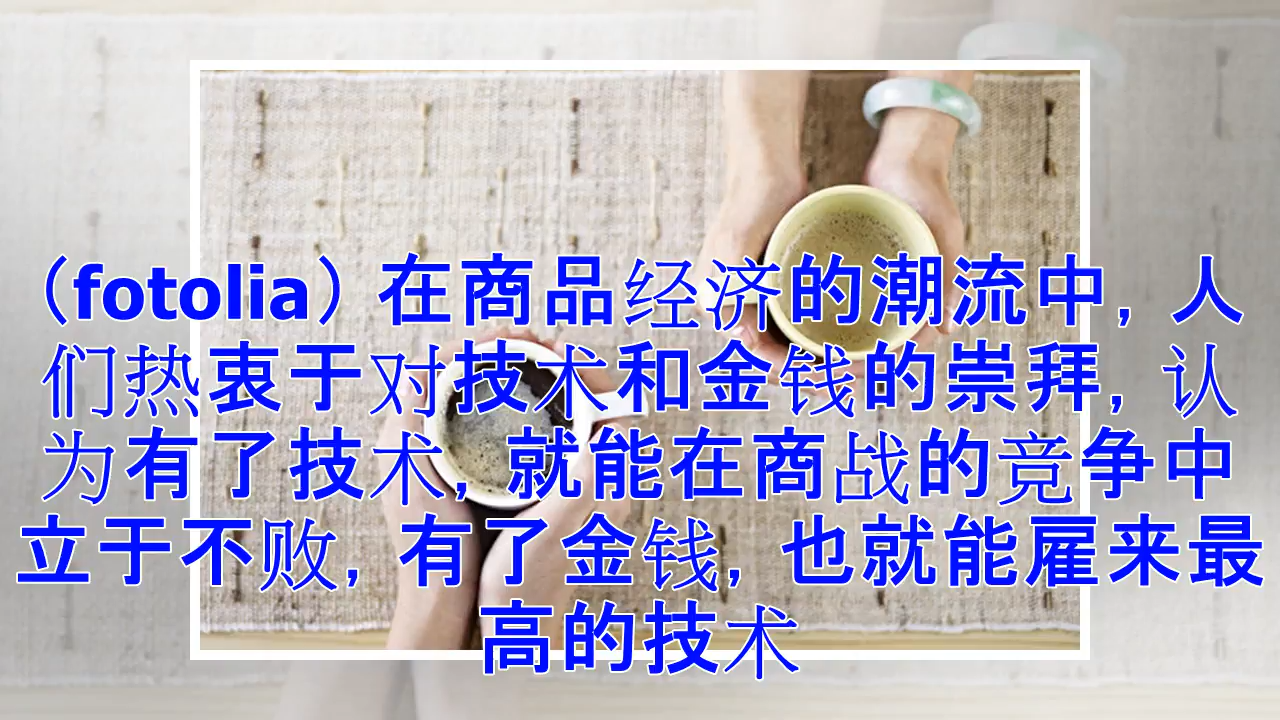 （fotolia）在商品经济的潮流中，人
们热衷于对技术和金钱的崇拜，认
为有了技术，就能在商战的竞争中
立于不败，有了金钱，也就能雇来最
高的技术